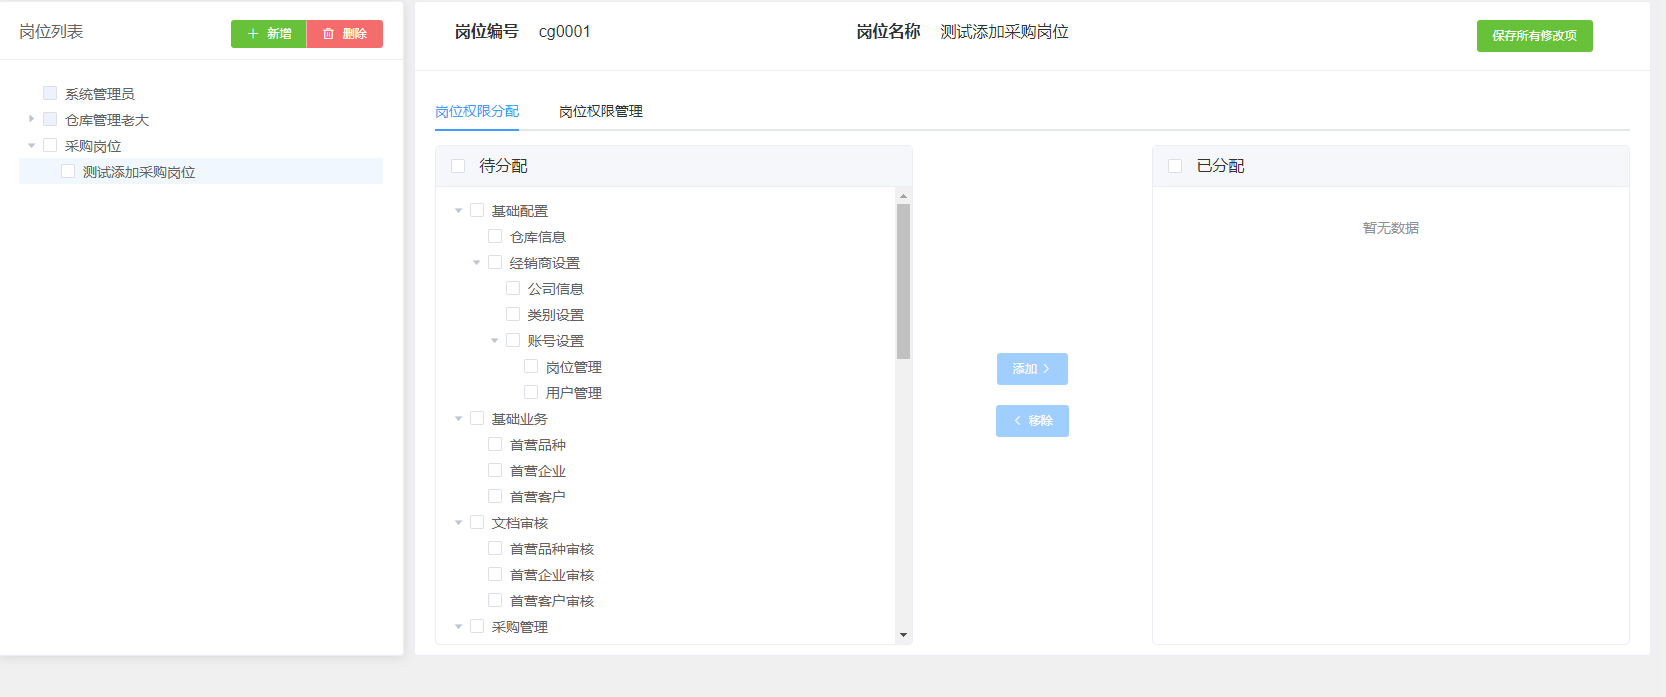 岗位列表
新增
删除
系统管理员
仓库管理老大
采购岗位
测试添加采购岗位
岗位编号 cg0001
岗位名称 测试添加采购岗位
保存所有修改项
岗位权限分配
岗位权限管理
待分配
基础配置
仓库信息
经销商设置
公司信息
类别设置
账号设置
岗位管理
用户管理
基础业务
首营品种
首营企业
首营客户
文档审核
首营品种审核
首营企业审核
首营客户审核
采购管理
添加
移除
已分配
暂无数据